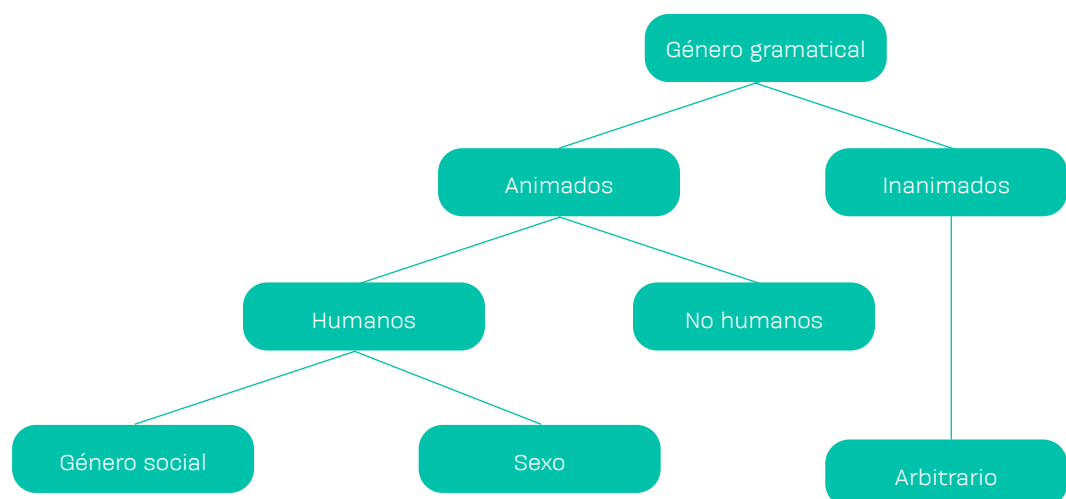 Género gramatical
Animados
Inanimados
Humanos
No humanos
Género social
Sexo
Arbitrario